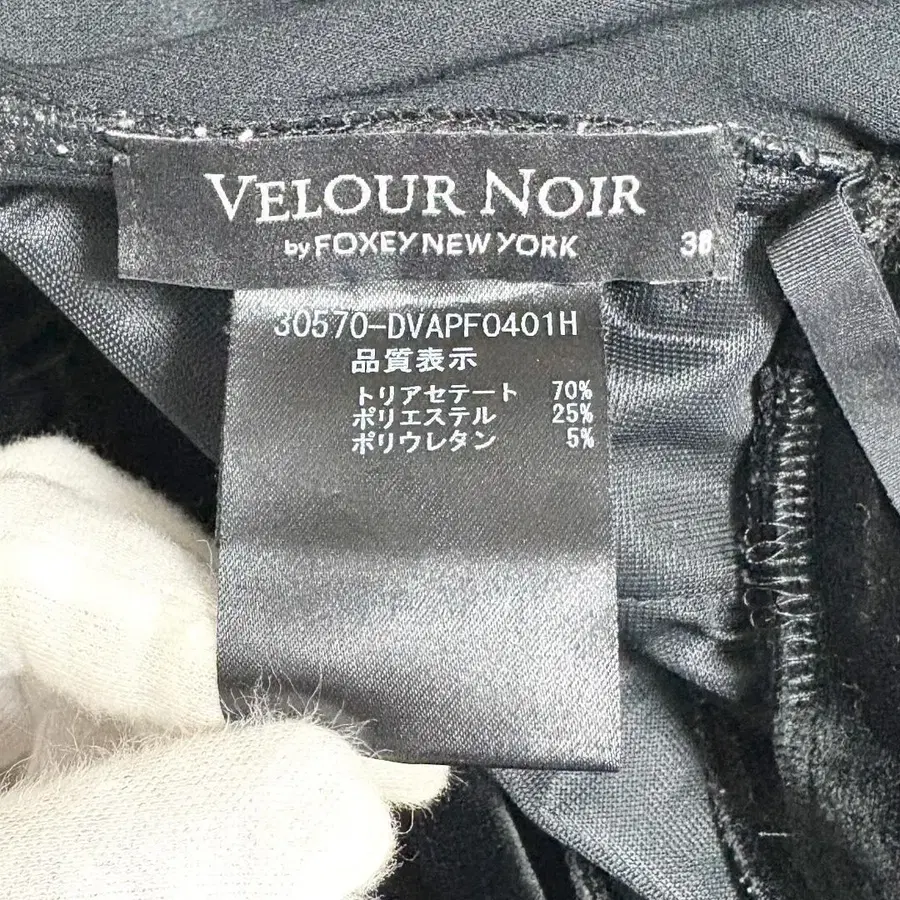 VELOUR NOIR
by FOXEY NEW YORK
38
30570-DVAPF0401H
品質表示
トリアセテート 70%
ポリエステル 25%
ポリウレタン 5%